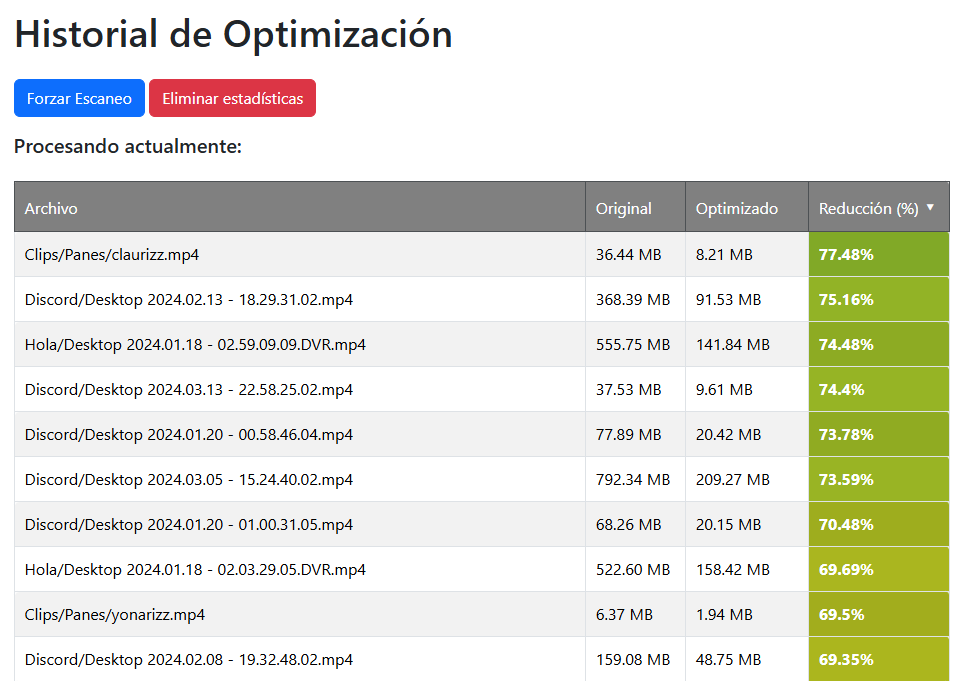 Historial de Optimización
Forzar Escaneo Eliminar estadísticas
Procesando actualmente:
Archivo Original Optimizado Reducción (%) ▼
Clips/Panes/claurizz.mp4 36.44 MB 8.21 MB 77.48%
Discord/Desktop 2024.02.13 - 18.29.31.02.mp4 368.39 MB 91.53 MB 75.16%
Hola/Desktop 2024.01.18 - 02.59.09.09.DVR.mp4 555.75 MB 141.84 MB 74.48%
Discord/Desktop 2024.03.13 - 22.58.25.02.mp4 37.53 MB 9.61 MB 74.4%
Discord/Desktop 2024.01.20 - 00.58.46.04.mp4 77.89 MB 20.42 MB 73.78%
Discord/Desktop 2024.03.05 - 15.24.40.02.mp4 792.34 MB 209.27 MB 73.59%
Discord/Desktop 2024.01.20 - 01.00.31.05.mp4 68.26 MB 20.15 MB 70.48%
Hola/Desktop 2024.01.18 - 02.03.29.05.DVR.mp4 522.60 MB 158.42 MB 69.69%
Clips/Panes/yonarizz.mp4 6.37 MB 1.94 MB 69.5%
Discord/Desktop 2024.02.08 - 19.32.48.02.mp4 159.08 MB 48.75 MB 69.35%